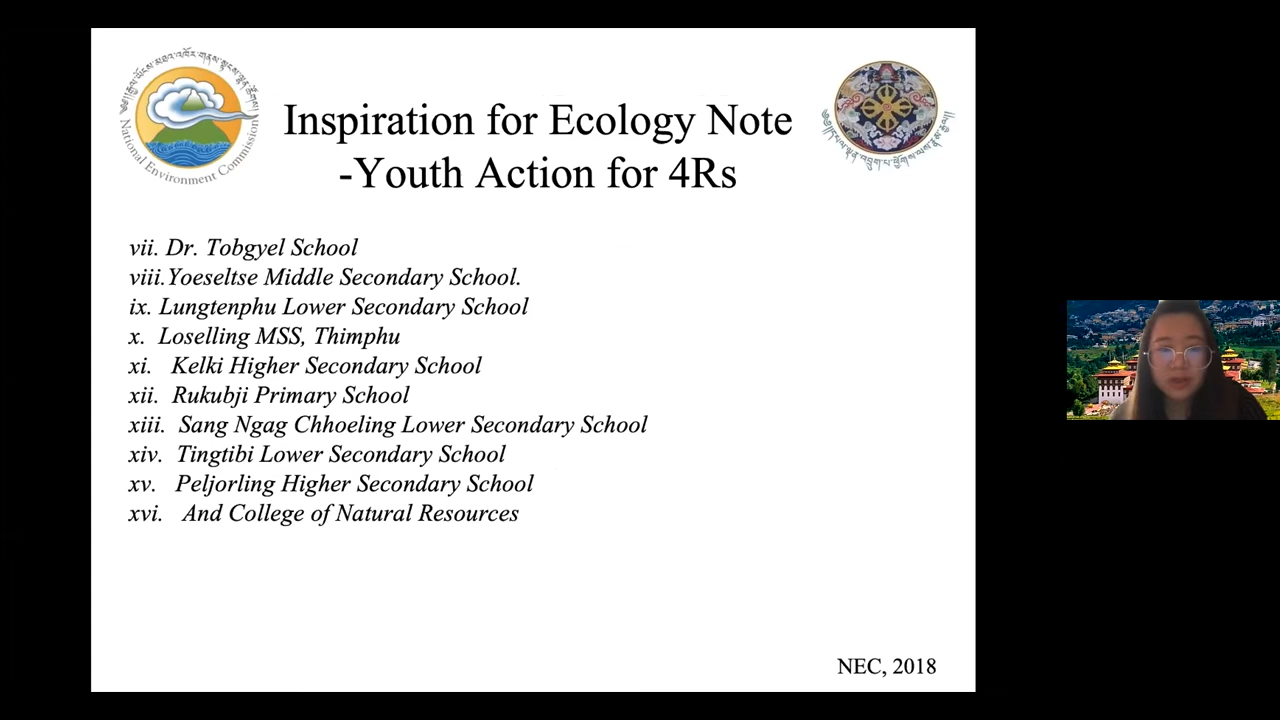 National Environment Commission
Inspiration for Ecology Note
-Youth Action for 4Rs
vii. Dr. Tobgyel School
viii.Yoeseltse Middle Secondary School.
ix. Lungtenphu Lower Secondary School
x. Loselling MSS, Thimphu
xi. Kelki Higher Secondary School
xii. Rukubji Primary School
xiii. Sang Ngag Chhoeling Lower Secondary School
xiv. Tingtibi Lower Secondary School
xv. Peljorling Higher Secondary School
xvi. And College of Natural Resources
NEC, 2018